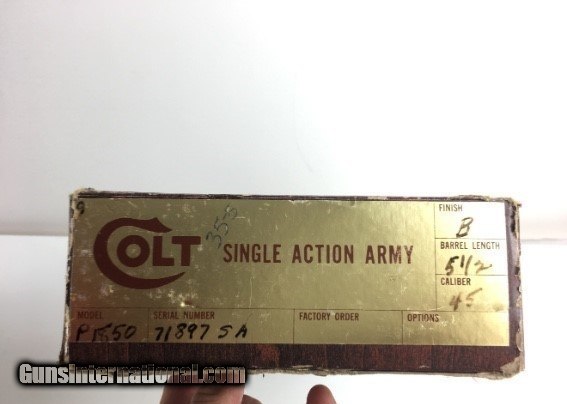 FINISH
B
COLT
355
SINGLE ACTION ARMY
BARREL LENGTH
5 1/2
CALIBER
45
MODEL SERIAL NUMBER FACTORY ORDER OPTIONS
P1850 71897 SA
GunsInternational.com